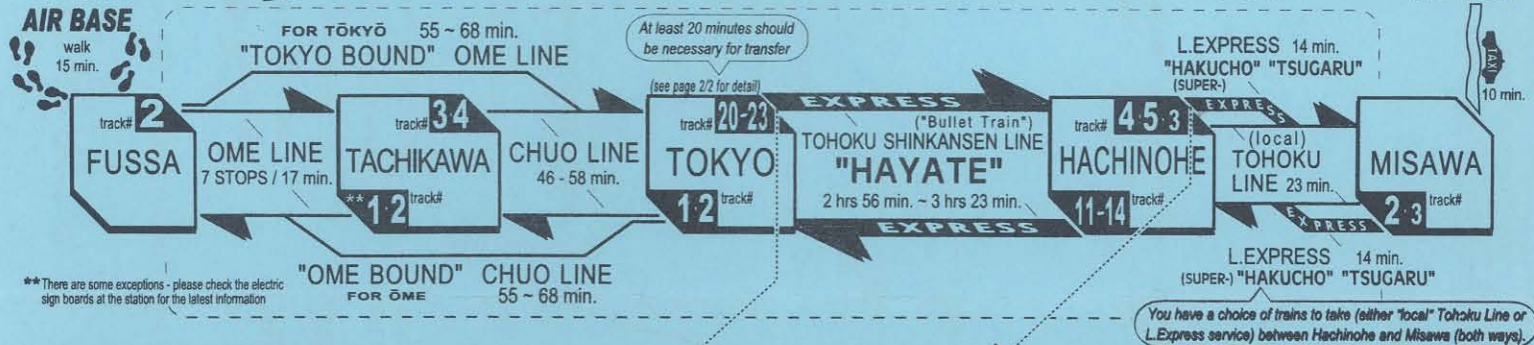 AIR BASE
walk
15 min.
FOR TŌKYŌ 55 ~ 68 min.
"TOKYO BOUND" OME LINE
At least 20 minutes should
be necessary for transfer
(see page 2/2 for detail)
L.EXPRESS 14 min.
"HAKUCHO" "TSUGARU"
(SUPER-)
TAXI
10 min.
track# 2
FUSSA
OME LINE
7 STOPS / 17 min.
track# 3·4
TACHIKAWA
**1·2 track#
CHUO LINE
46 - 58 min.
track# 20-23
TOKYO
1·2 track#
EXPRESS
("Bullet Train")
TOHOKU SHINKANSEN LINE
"HAYATE"
2 hrs 56 min. ~ 3 hrs 23 min.
EXPRESS
track# 4·5·3
HACHINOHE
11-14 track#
EXPRESS
(local)
TOHOKU
LINE 23 min.
EXPRESS
MISAWA
2·3 track#
"OME BOUND" CHUO LINE
FOR ŌME 55 ~ 68 min.
**There are some exceptions - please check the electric
sign boards at the station for the latest information
L.EXPRESS 14 min.
(SUPER-) "HAKUCHO" "TSUGARU"
You have a choice of trains to take (either "local" Tohoku Line or
L.Express service) between Hachinohe and Misawa (both ways).